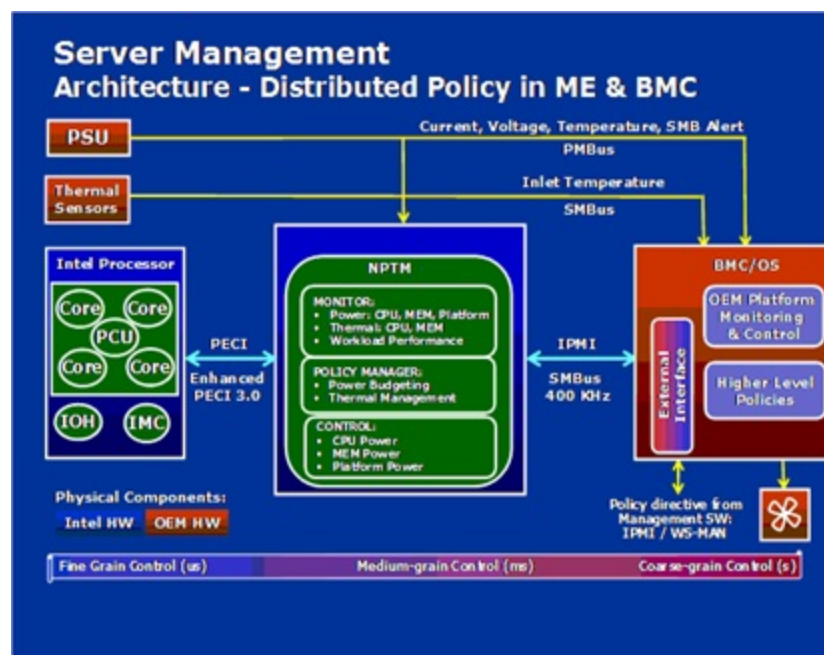 Server Management
Architecture - Distributed Policy in ME & BMC
PSU
Current, Voltage, Temperature, SMB Alert
PMBus
Thermal
Sensors
Inlet Temperature
SMBus
Intel Processor
Core
Core
PCU
Core
Core
IOH
IMC
PECI
Enhanced
PECI 3.0
NPTM
MONITOR:
• Power: CPU, MEM, Platform
• Thermal: CPU, MEM
• Workload Performance
POLICY MANAGER:
• Power Budgeting
• Thermal Management
CONTROL:
• CPU Power
• MEM Power
• Platform Power
IPMI
SMBus
400 KHz
BMC/OS
External
Interface
OEM Platform
Monitoring
& Control
Higher Level
Policies
Policy directive from
Management SW:
IPMI / WS-MAN
Physical Components:
Intel HW
OEM HW
Fine Grain Control (us)
Medium-grain Control (ms)
Coarse-grain Control (s)